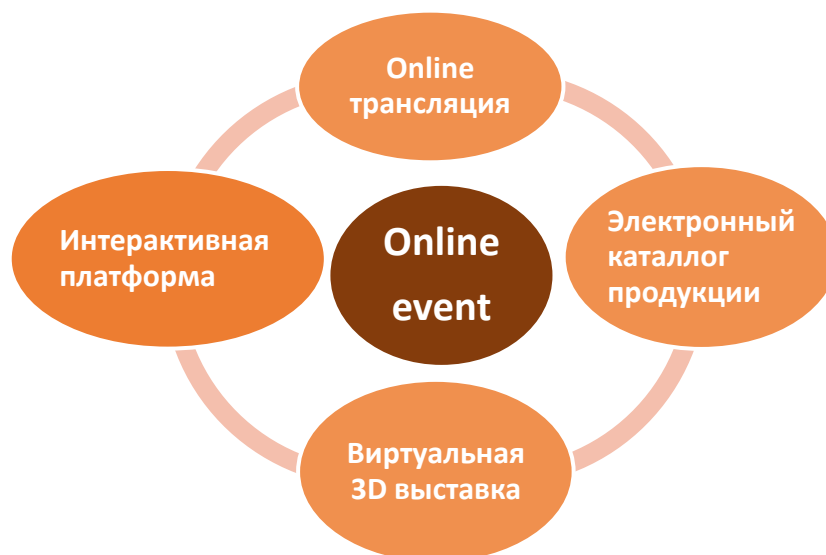 Online
трансляция
Интерактивная
платформа
Online
event
Электронный
каталлог
продукции
Виртуальная
3D выставка